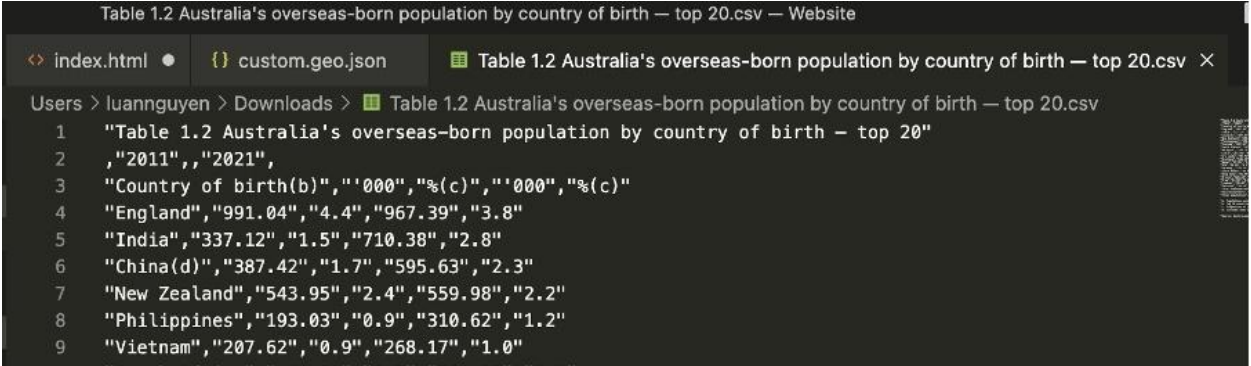 Table 1.2 Australia's overseas-born population by country of birth — top 20.csv — Website
<> index.html ● {} custom.geo.json Table 1.2 Australia's overseas-born population by country of birth — top 20.csv ×
Users > luannguyen > Downloads > Table 1.2 Australia's overseas-born population by country of birth — top 20.csv
1 "Table 1.2 Australia's overseas-born population by country of birth — top 20"
2 ,"2011",,"2021",
3 "Country of birth(b)","'000","%(c)","'000","%(c)"
4 "England","991.04","4.4","967.39","3.8"
5 "India","337.12","1.5","710.38","2.8"
6 "China(d)","387.42","1.7","595.63","2.3"
7 "New Zealand","543.95","2.4","559.98","2.2"
8 "Philippines","193.03","0.9","310.62","1.2"
9 "Vietnam","207.62","0.9","268.17","1.0"